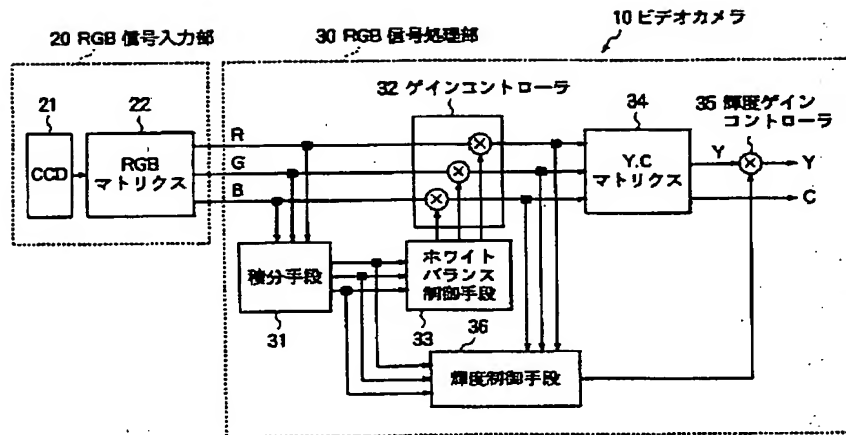 10 ビデオカメラ
20 RGB 信号入力部
30 RGB 信号処理部
32 ゲインコントローラ
34
35 輝度ゲイン
コントローラ
21
22
CCD
RGB
マトリクス
R
G
B
Y.C
マトリクス
Y
Y
C
積分手段
31
ホワイト
バランス
制御手段
33
36
輝度制御手段